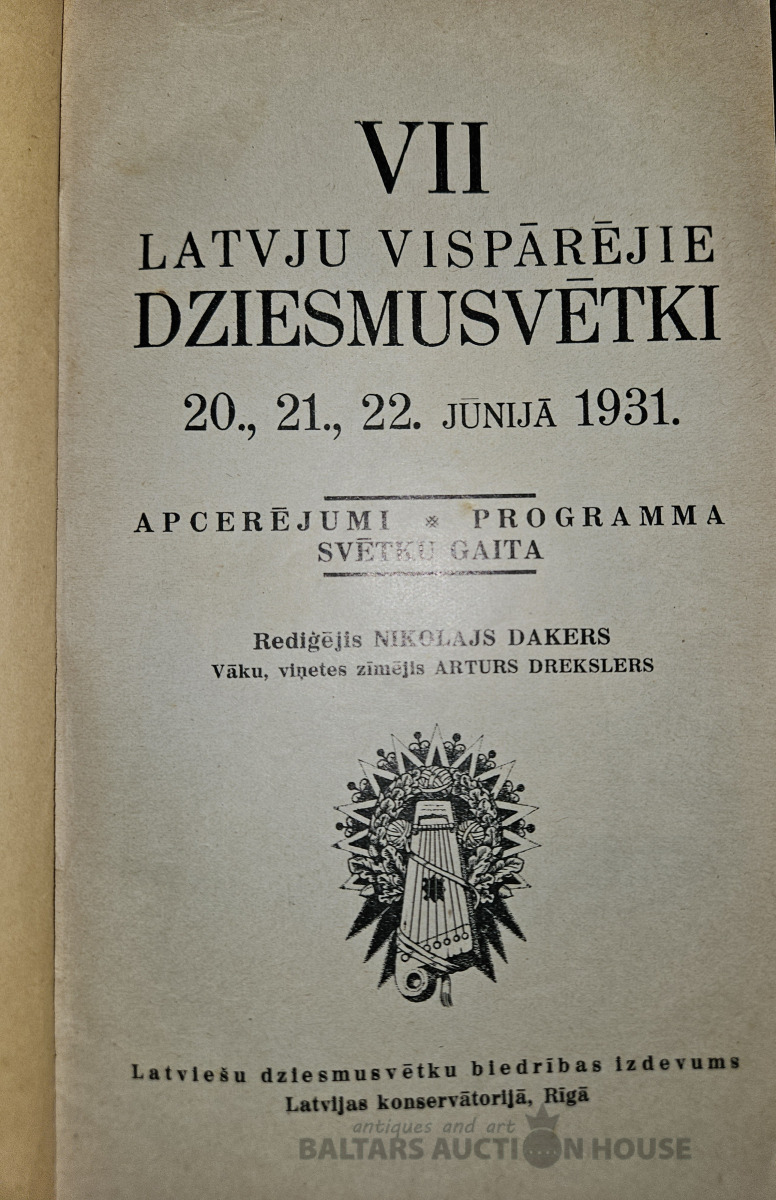 VII
LATVJU VISPĀRĒJIE
DZIESMUSVĒTKI
20., 21., 22. JŪNIJĀ 1931.
APCERĒJUMI ※ PROGRAMMA
SVĒTKU GAITA
Rediģējis NIKOLAJS DAKERS
Vāku, viņetes zīmējis ARTURS DREKSLERS
Latviešu dziesmusvētku biedrības izdevums
Latvijas konservātorijā, Rīgā
antiques and art
BALTARS AUCTION HOUSE